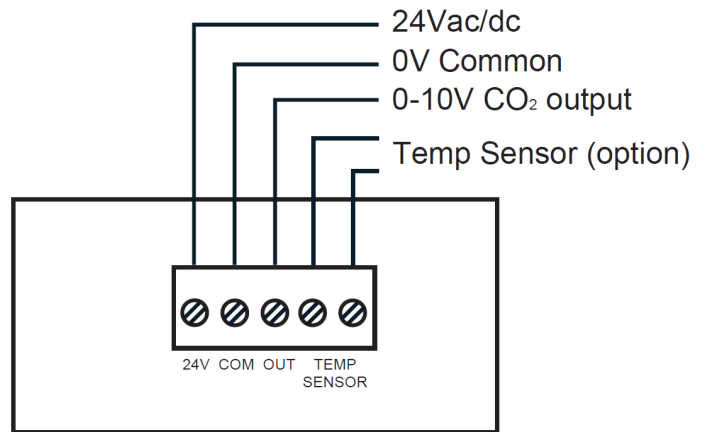 24Vac/dc
0V Common
0-10V CO₂ output
Temp Sensor (option)
24V COM OUT TEMP
SENSOR